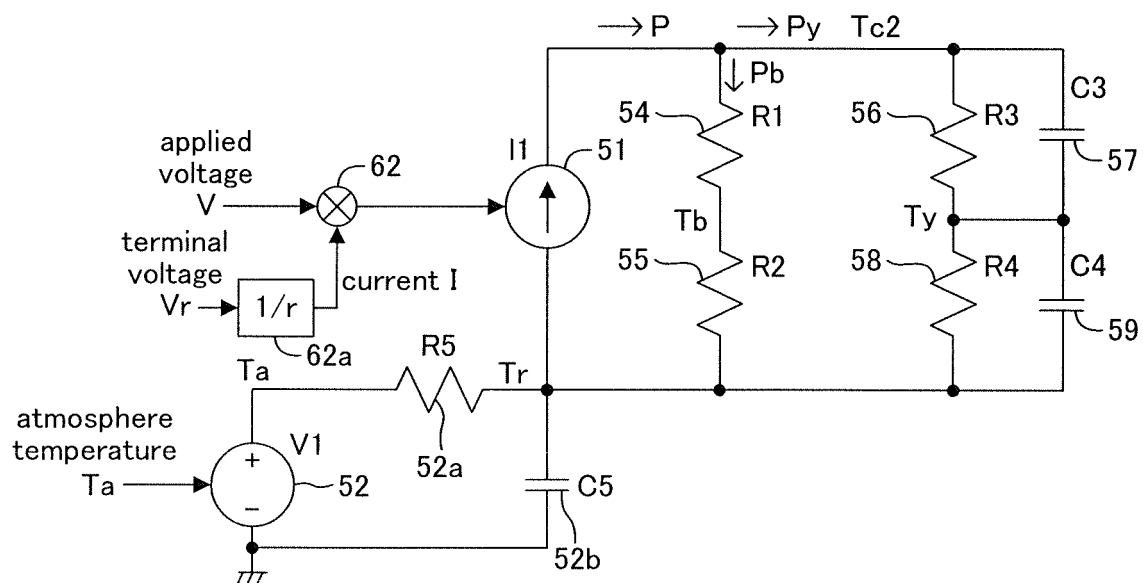 →P
→Py
Tc2
↓Pb
C3
54
R1
56
R3
57
applied
voltage
V
62
I1
51
terminal
voltage
Vr
1/r
62a
current I
Tb
Ty
55
R2
58
R4
C4
59
R5
Ta
Tr
52a
atmosphere
temperature
Ta
V1
+
−
52
C5
52b